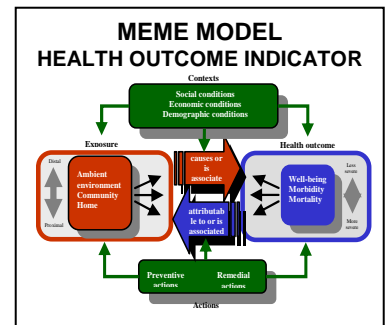 MEME MODEL
HEALTH OUTCOME INDICATOR
Contexts
Social conditions
Economic conditions
Demographic conditions
Exposure
Health outcome
Distal
Proximal
Ambient
environment
Community
Home
causes or
is
associate
attributab
le to or is
associated
Well-being
Morbidity
Mortality
Less
severe
More
severe
Preventive
actions
Remedial
actions
Actions